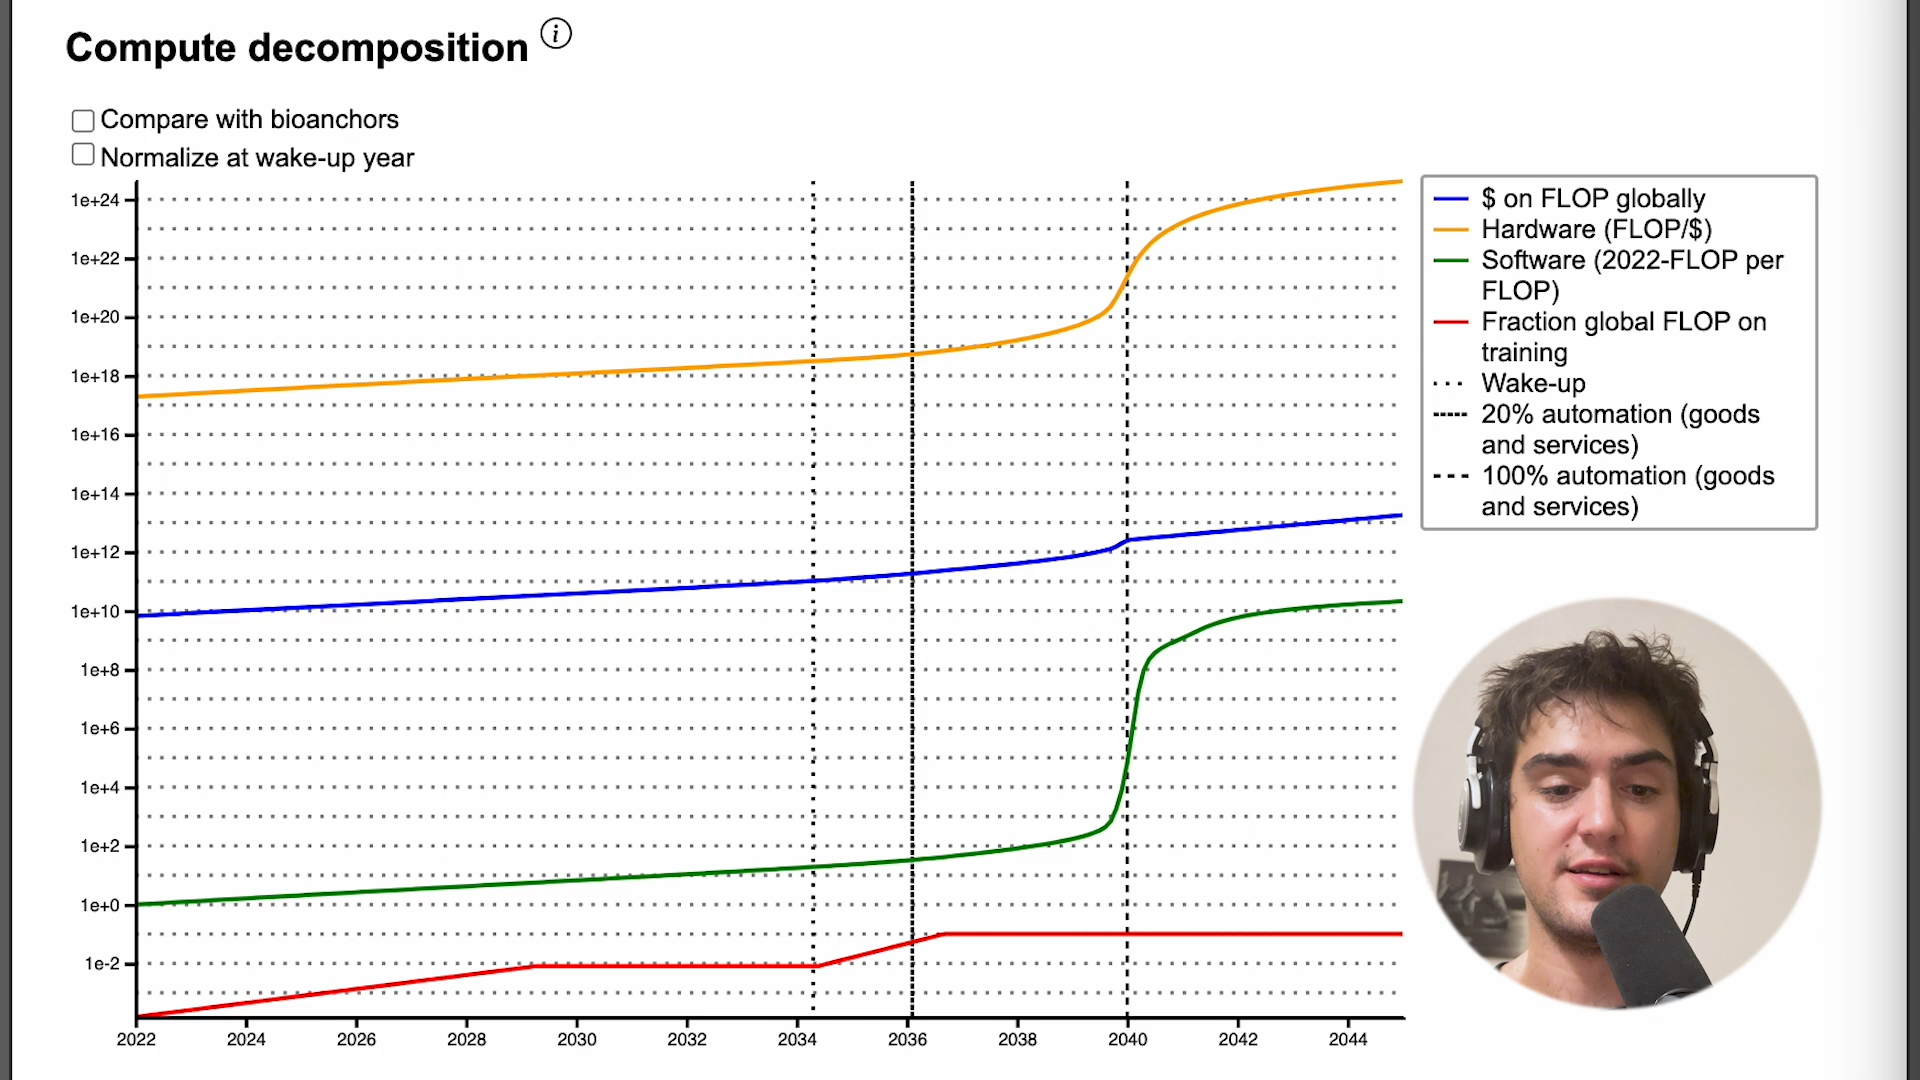 Compute decomposition i
Compare with bioanchors
Normalize at wake-up year
1e+24
1e+22
1e+20
1e+18
1e+16
1e+14
1e+12
1e+10
1e+8
1e+6
1e+4
1e+2
1e+0
1e-2
2022 2024 2026 2028 2030 2032 2034 2036 2038 2040 2042 2044
$ on FLOP globally
Hardware (FLOP/$)
Software (2022-FLOP per
FLOP)
Fraction global FLOP on
training
Wake-up
20% automation (goods
and services)
100% automation (goods
and services)